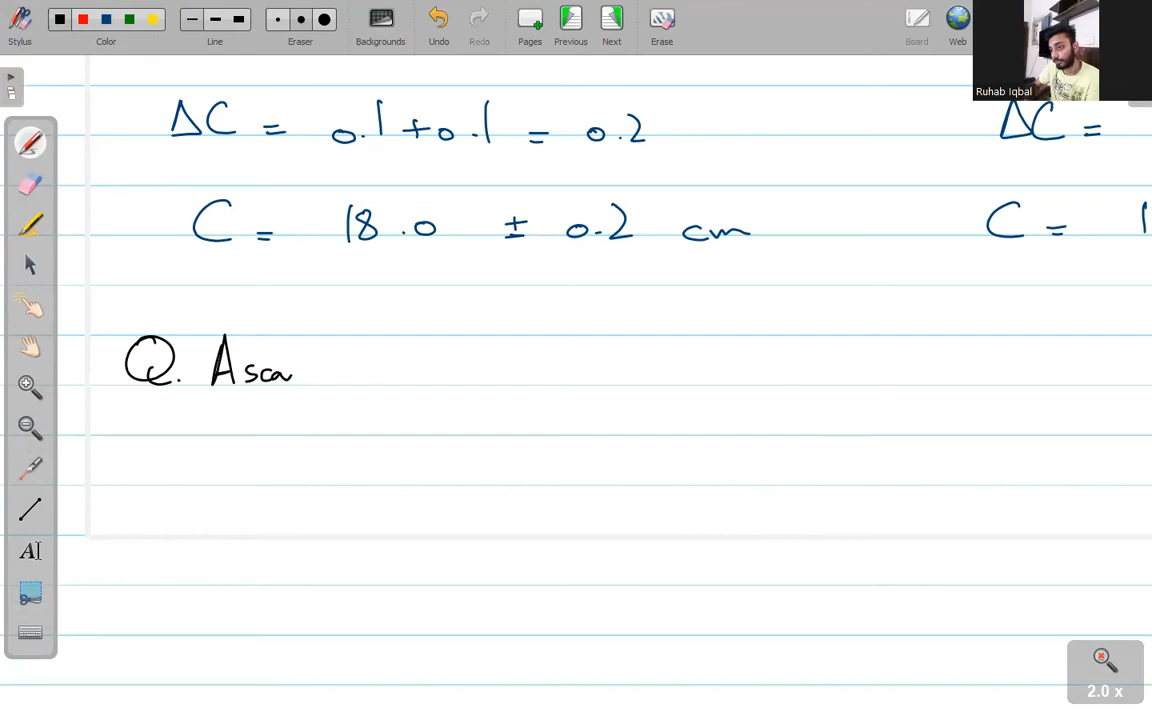 Stylus Color Line Eraser Backgrounds Undo Redo Pages Previous Next Erase Board Web
Ruhab Iqbal
ΔC = 0.1 + 0.1 = 0.2
ΔC =
C = 18.0 ± 0.2 cm
C = 1
Q. A sca
2.0 x